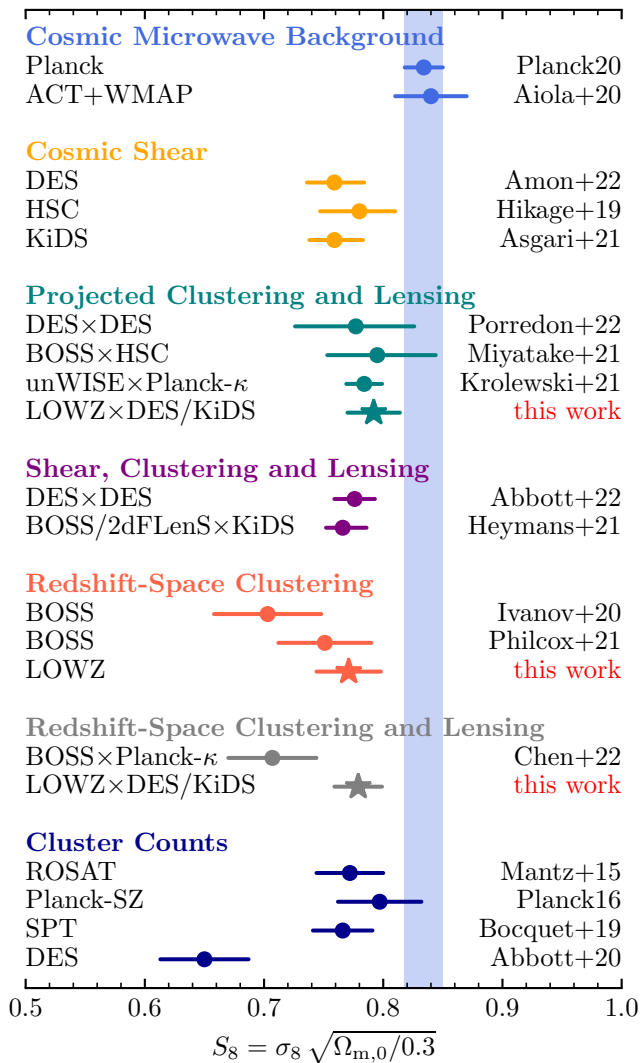 Cosmic Microwave Background
Planck Planck20
ACT+WMAP Aiola+20
Cosmic Shear
DES Amon+22
HSC Hikage+19
KiDS Asgari+21
Projected Clustering and Lensing
DES×DES Porredon+22
BOSS×HSC Miyatake+21
unWISE×Planck-κ Krolewski+21
LOWZ×DES/KiDS this work
Shear, Clustering and Lensing
DES×DES Abbott+22
BOSS/2dFLenS×KiDS Heymans+21
Redshift-Space Clustering
BOSS Ivanov+20
BOSS Philcox+21
LOWZ this work
Redshift-Space Clustering and Lensing
BOSS×Planck-κ Chen+22
LOWZ×DES/KiDS this work
Cluster Counts
ROSAT Mantz+15
Planck-SZ Planck16
SPT Bocquet+19
DES Abbott+20
0.5 0.6 0.7 0.8 0.9 1.0
S₈ = σ₈ √(Ωm,0/0.3)